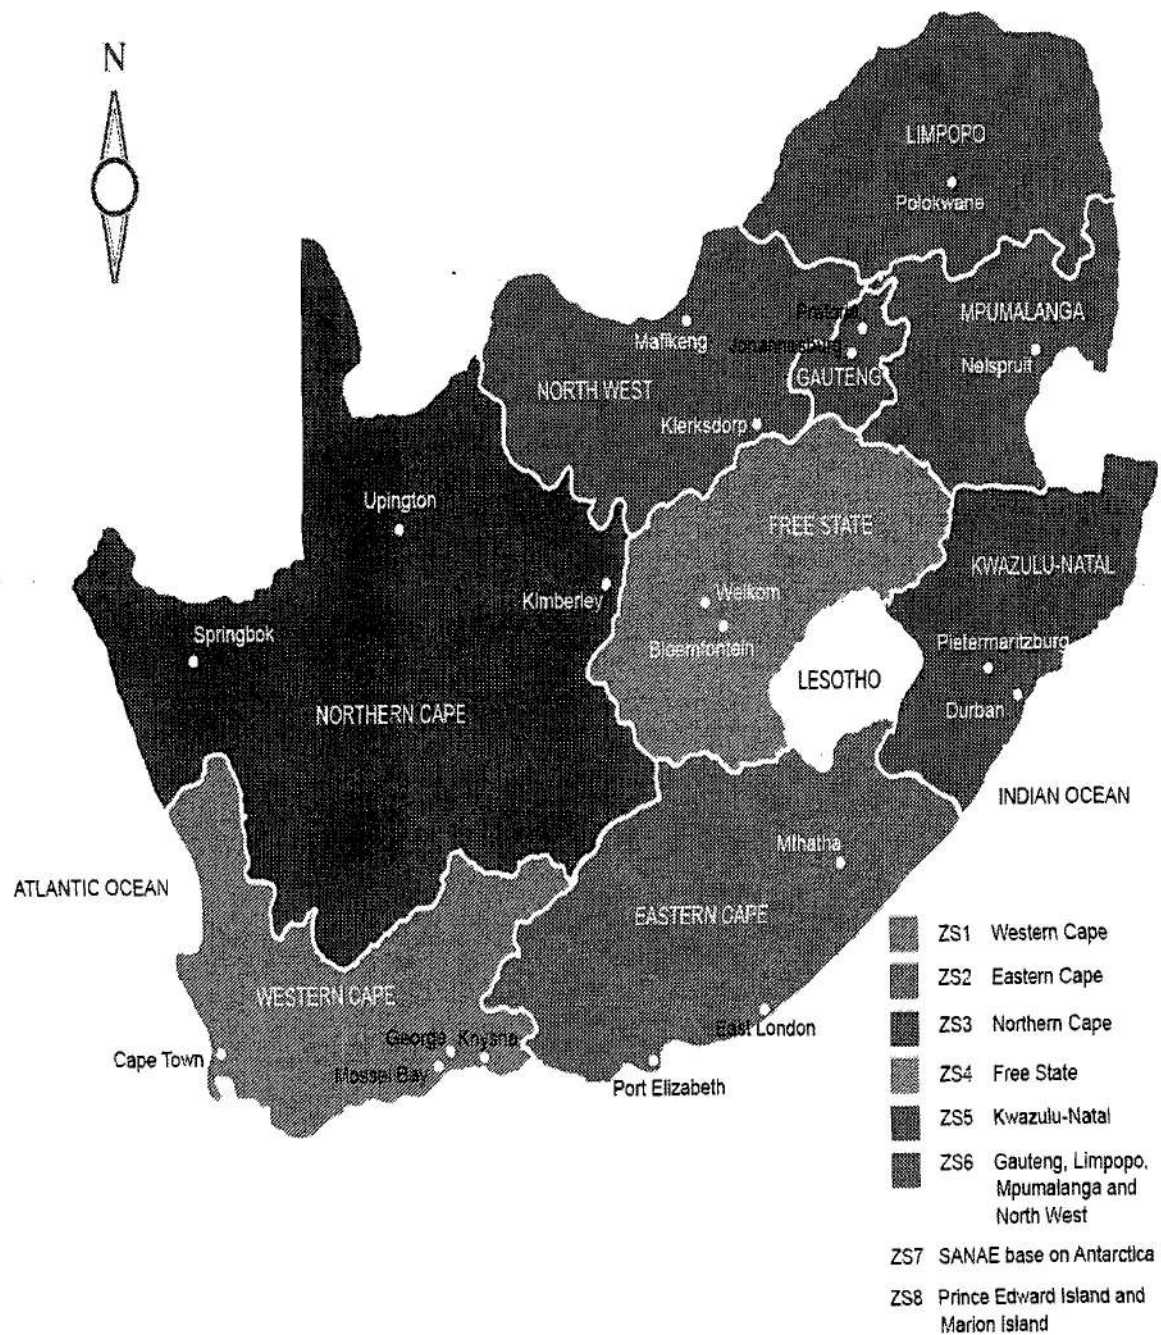 N
LIMPOPO
Polokwane
MPUMALANGA
Pretoria
Mafikeng
Johannesburg
Nelspruit
GAUTENG
NORTH WEST
Klerksdorp
Upington
FREE STATE
KWAZULU-NATAL
Kimberley
Welkom
Springbok
Bloemfontein
Pietermaritzburg
LESOTHO
Durban
NORTHERN CAPE
INDIAN OCEAN
Mthatha
ATLANTIC OCEAN
EASTERN CAPE
WESTERN CAPE
East London
George Knysna
Cape Town
Mossel Bay
Port Elizabeth
ZS1 Western Cape
ZS2 Eastern Cape
ZS3 Northern Cape
ZS4 Free State
ZS5 Kwazulu-Natal
ZS6 Gauteng, Limpopo,
Mpumalanga and
North West
ZS7 SANAE base on Antarctica
ZS8 Prince Edward Island and
Marion Island